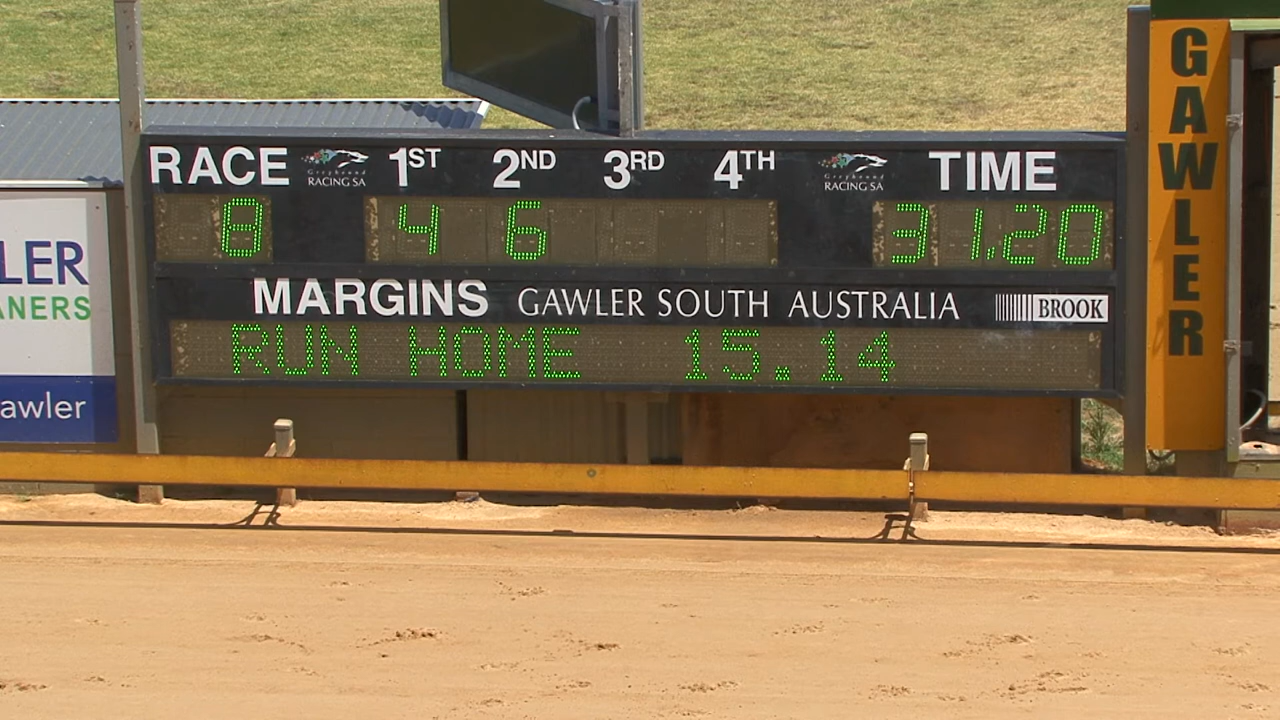 RACE Greyhound RACING SA 1ST 2ND 3RD 4TH Greyhound RACING SA TIME
8 4 6 31.20
MARGINS GAWLER SOUTH AUSTRALIA BROOK
RUN HOME 15.14
GAWLER
LER
ANERS
awler